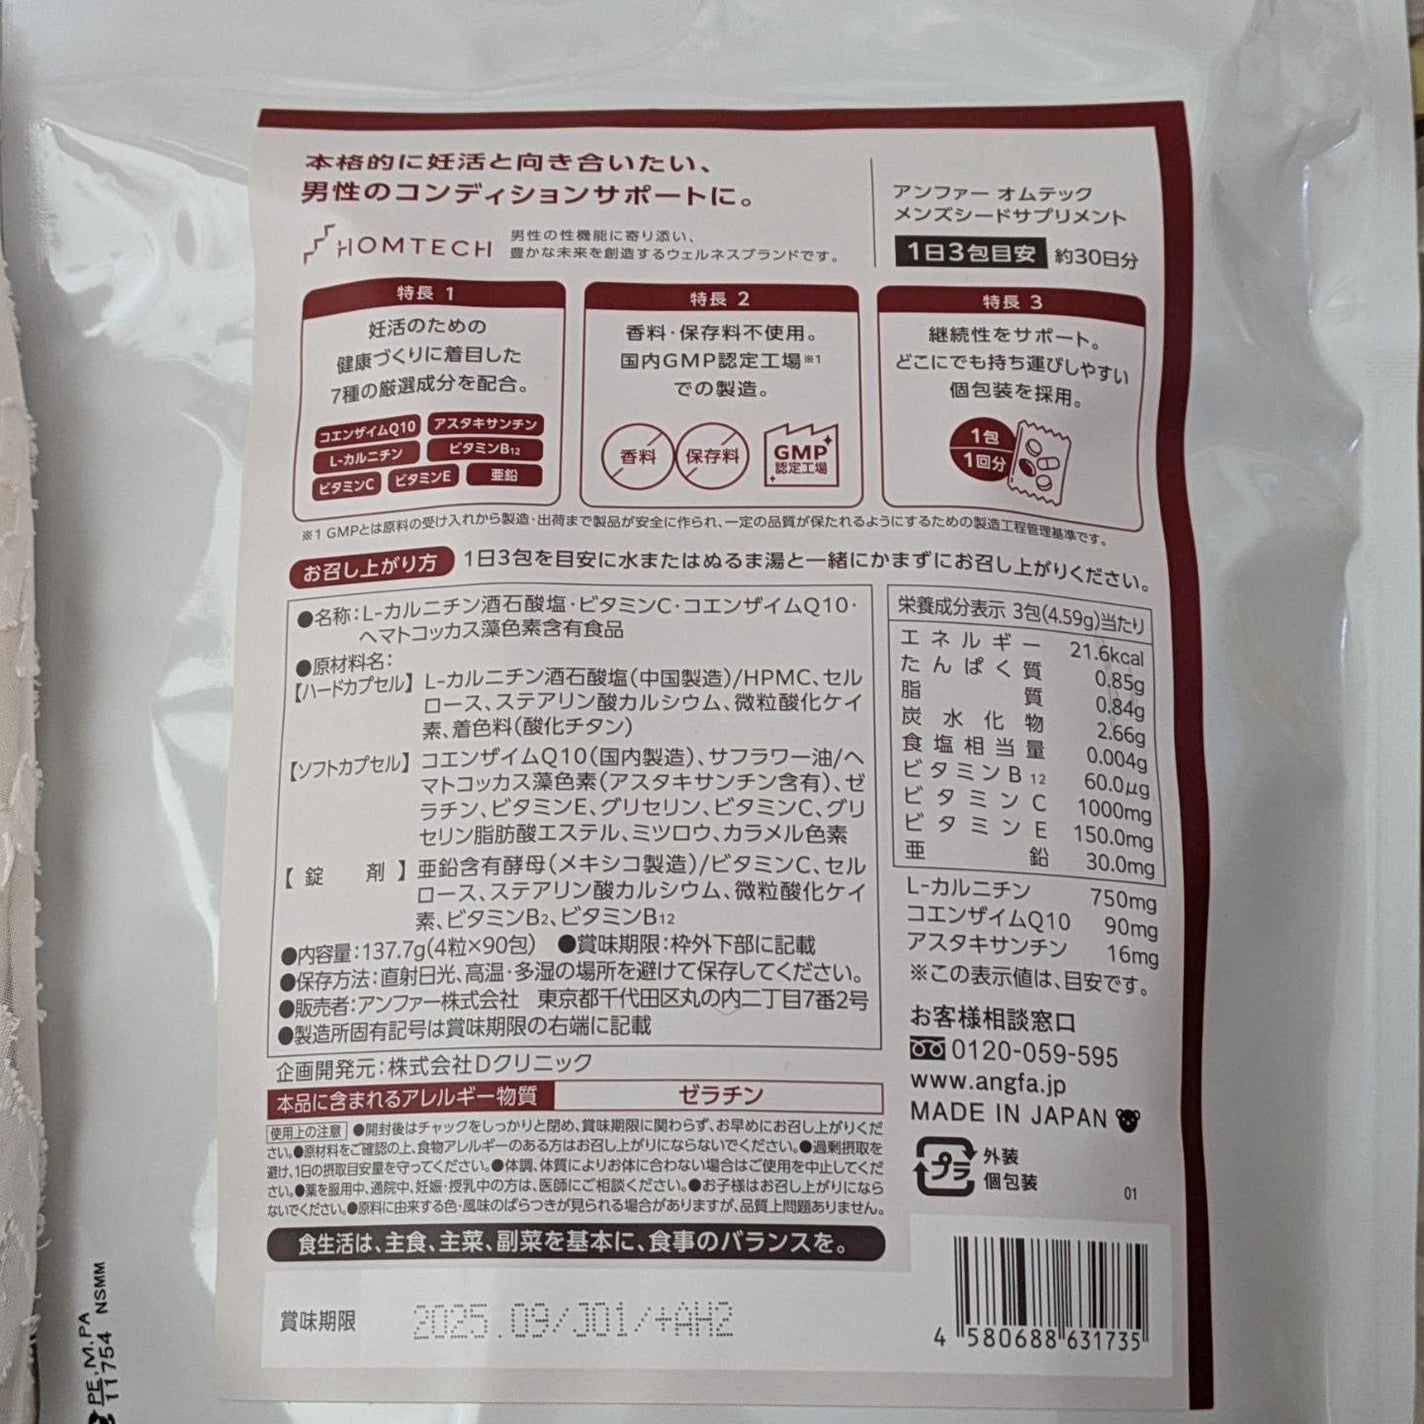 本格的に妊活と向き合いたい、
男性のコンディションサポートに。
HOMTECH
男性の性機能に寄り添い、
豊かな未来を創造するウェルネスブランドです。
アンファー オムテック
メンズシードサプリメント
1日3包目安 約30日分
特長 1
妊活のための
健康づくりに着目した
7種の厳選成分を配合。
コエンザイムQ10 アスタキサンチン
L-カルニチン ビタミンB12
ビタミンC ビタミンE 亜鉛
特長 2
香料・保存料不使用。
国内GMP認定工場※1
での製造。
香料 保存料 GMP
認定工場
特長 3
継続性をサポート。
どこにでも持ち運びしやすい
個包装を採用。
1包
1回分
※1 GMPとは原料の受け入れから製造・出荷まで製品が安全に作られ、一定の品質が保たれるようにするための製造工程管理基準です。
お召し上がり方 1日3包を目安に水またはぬるま湯と一緒にかまずにお召し上がりください。
●名称：L-カルニチン酒石酸塩・ビタミンC・コエンザイムQ10・
ヘマトコッカス藻色素含有食品
●原材料名：
【ハードカプセル】L-カルニチン酒石酸塩(中国製造)/HPMC、セル
ロース、ステアリン酸カルシウム、微粒酸化ケイ
素、着色料(酸化チタン)
【ソフトカプセル】コエンザイムQ10(国内製造)、サフラワー油/ヘ
マトコッカス藻色素(アスタキサンチン含有)、ゼ
ラチン、ビタミンE、グリセリン、ビタミンC、グリ
セリン脂肪酸エステル、ミツロウ、カラメル色素
【錠 剤】亜鉛含有酵母(メキシコ製造)/ビタミンC、セル
ロース、ステアリン酸カルシウム、微粒酸化ケイ
素、ビタミンB2、ビタミンB12
●内容量：137.7g(4粒×90包) ●賞味期限：枠外下部に記載
●保存方法：直射日光、高温・多湿の場所を避けて保存してください。
●販売者：アンファー株式会社 東京都千代田区丸の内二丁目7番2号
●製造所固有記号は賞味期限の右端に記載
企画開発元：株式会社Dクリニック
本品に含まれるアレルギー物質 ゼラチン
使用上の注意 ●開封後はチャックをしっかりと閉め、賞味期限に関わらず、お早めにお召し上がりくだ
さい。●原材料をご確認の上、食物アレルギーのある方はお召し上がりにならないでください。●過剰摂取を
避け、1日の摂取目安量を守ってください。●体調、体質によりお体に合わない場合はご使用を中止してくだ
さい。●薬を服用中、通院中、妊娠・授乳中の方は、医師にご相談ください。●お子様はお召し上がりになら
ないでください。●原料に由来する色・風味のばらつきが見られる場合がありますが、品質上問題ありません。
食生活は、主食、主菜、副菜を基本に、食事のバランスを。
賞味期限 2025.09/J01/+AH2
栄養成分表示 3包(4.59g)当たり
エネルギー 21.6kcal
たんぱく質 0.85g
脂質 0.84g
炭水化物 2.66g
食塩相当量 0.004g
ビタミンB12 60.0μg
ビタミンC 1000mg
ビタミンE 150.0mg
亜鉛 30.0mg
L-カルニチン 750mg
コエンザイムQ10 90mg
アスタキサンチン 16mg
※この表示値は、目安です。
お客様相談窓口
0120-059-595
www.angfa.jp
MADE IN JAPAN
プラ 外装
個包装
01
4 580688 631735
PE,M,PA
11754 NSMM